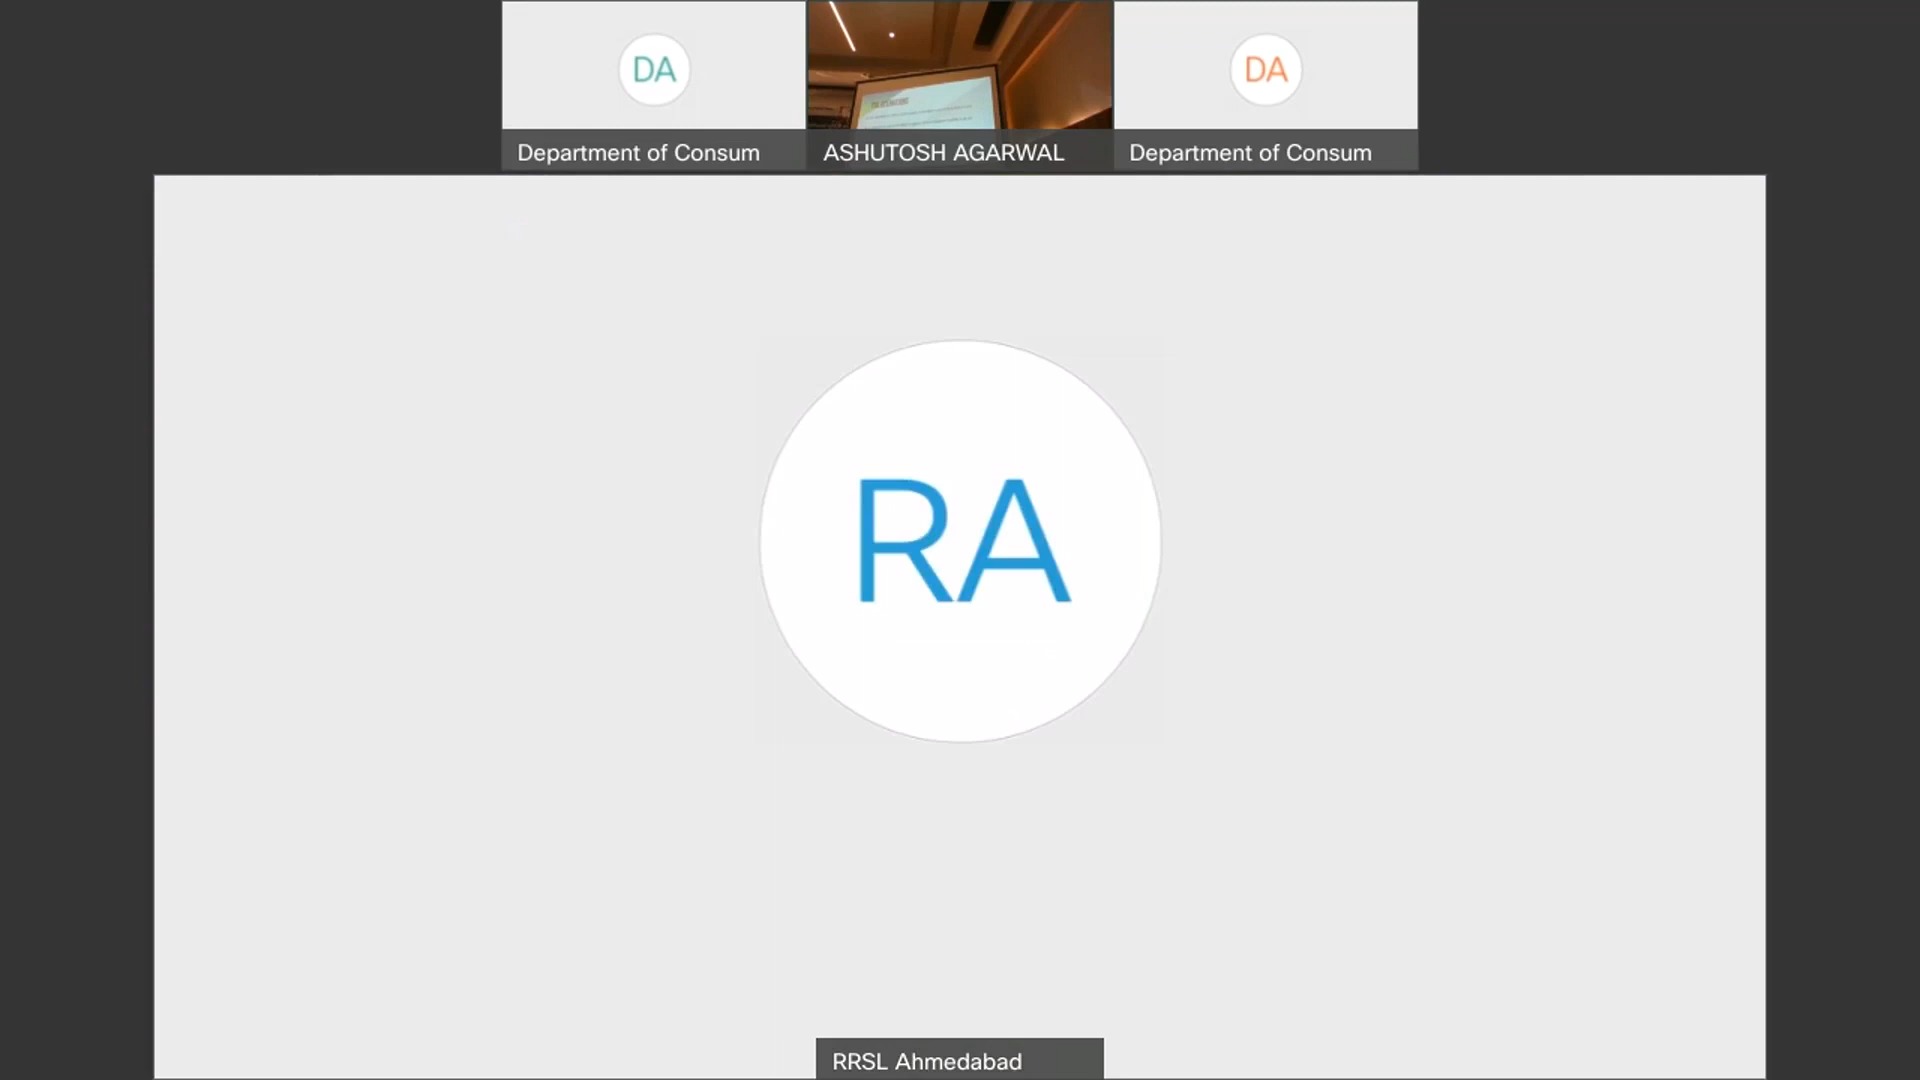 DA
DA
Department of Consum
ASHUTOSH AGARWAL
Department of Consum
RA
RRSL Ahmedabad